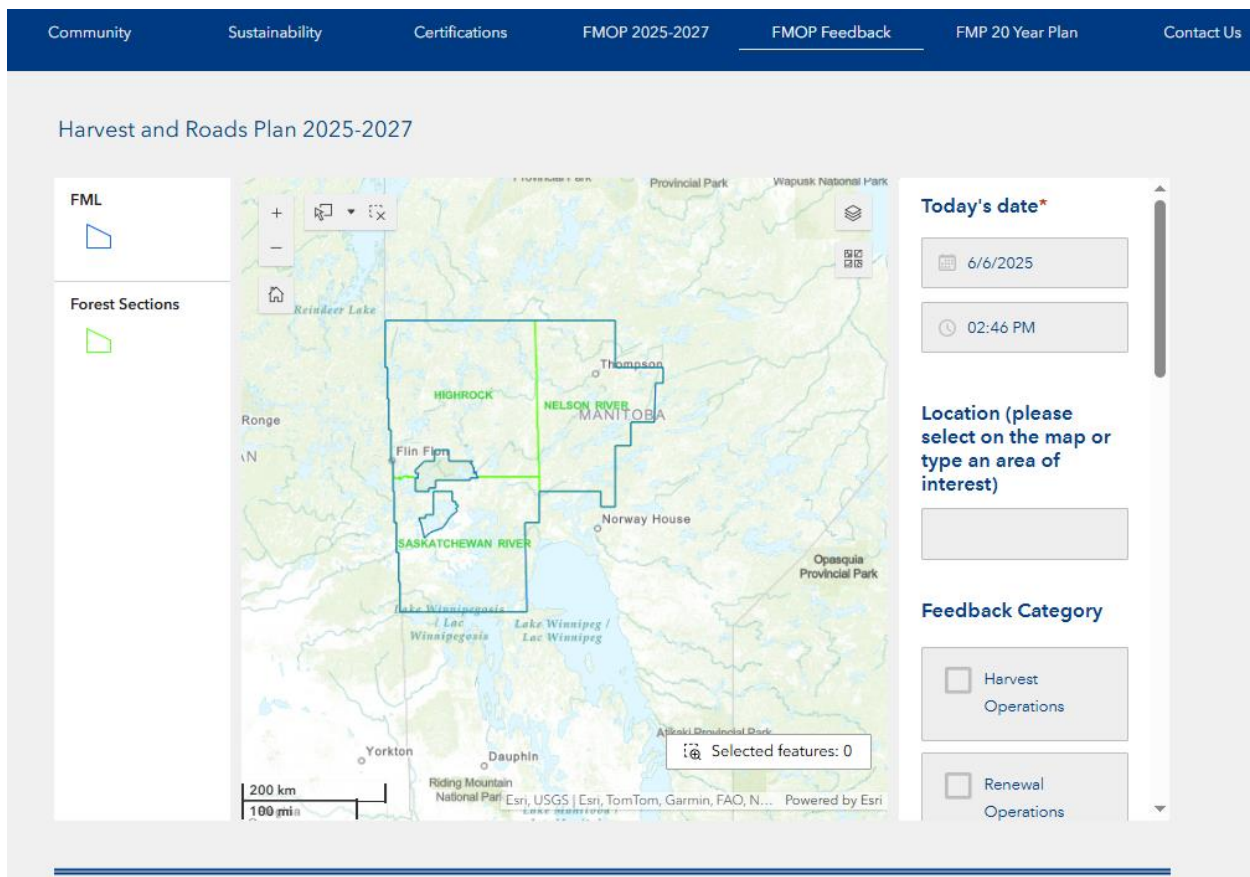 Community Sustainability Certifications FMOP 2025-2027 FMOP Feedback FMP 20 Year Plan Contact Us
Harvest and Roads Plan 2025-2027
FML
Forest Sections
Provincial Park
Wapusk National Park
Reindeer Lake
Thompson
HIGHROCK
NELSON RIVER
MANITOBA
Ronge
Flin Flon
Norway House
SASKATCHEWAN RIVER
Opasquia
Provincial Park
Lake Winnipegosis
/ Lac
Winnipegosis
Lake Winnipeg /
Lac Winnipeg
Atikaki Provincial Park
Selected features: 0
Yorkton
Dauphin
Riding Mountain
National Park
200 km
100 mi
Esri, USGS | Esri, TomTom, Garmin, FAO, N... Powered by Esri
Today's date*
6/6/2025
02:46 PM
Location (please
select on the map or
type an area of
interest)
Feedback Category
Harvest
Operations
Renewal
Operations